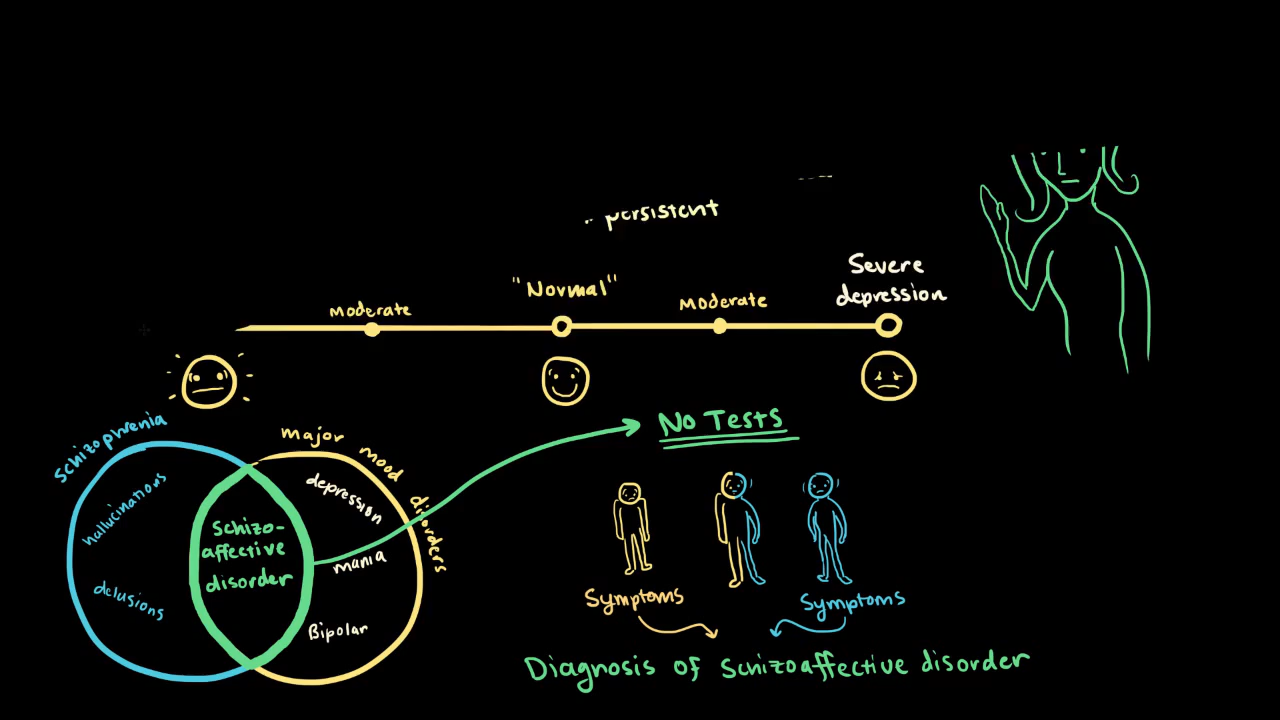 persistent
Severe
depression
"Normal"
moderate
moderate
No Tests
schizophrenia
major mood disorders
hallucinations
delusions
Schizo-
affective
disorder
depression
mania
Bipolar
Symptoms
Symptoms
Diagnosis of schizoaffective disorder